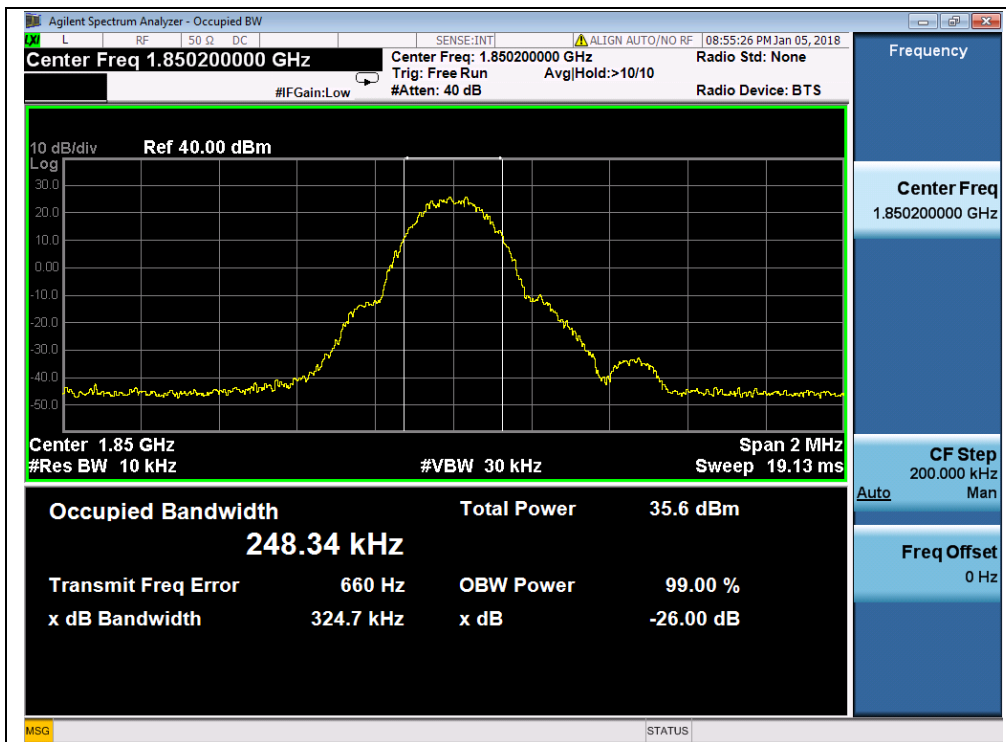 Agilent Spectrum Analyzer - Occupied BW
LXI L RF 50 Ω DC SENSE:INT ALIGN AUTO/NO RF 08:55:26 PM Jan 05, 2018
Center Freq 1.850200000 GHz
#IFGain:Low
Center Freq: 1.850200000 GHz
Trig: Free Run Avg|Hold:>10/10
#Atten: 40 dB
Radio Std: None
Radio Device: BTS
10 dB/div Ref 40.00 dBm
Log
30.0
20.0
10.0
0.00
-10.0
-20.0
-30.0
-40.0
-50.0
Center 1.85 GHz Span 2 MHz
#Res BW 10 kHz #VBW 30 kHz Sweep 19.13 ms
Occupied Bandwidth Total Power 35.6 dBm
248.34 kHz
Transmit Freq Error 660 Hz OBW Power 99.00 %
x dB Bandwidth 324.7 kHz x dB -26.00 dB
Frequency
Center Freq
1.850200000 GHz
CF Step
200.000 kHz
Auto Man
Freq Offset
0 Hz
MSG STATUS